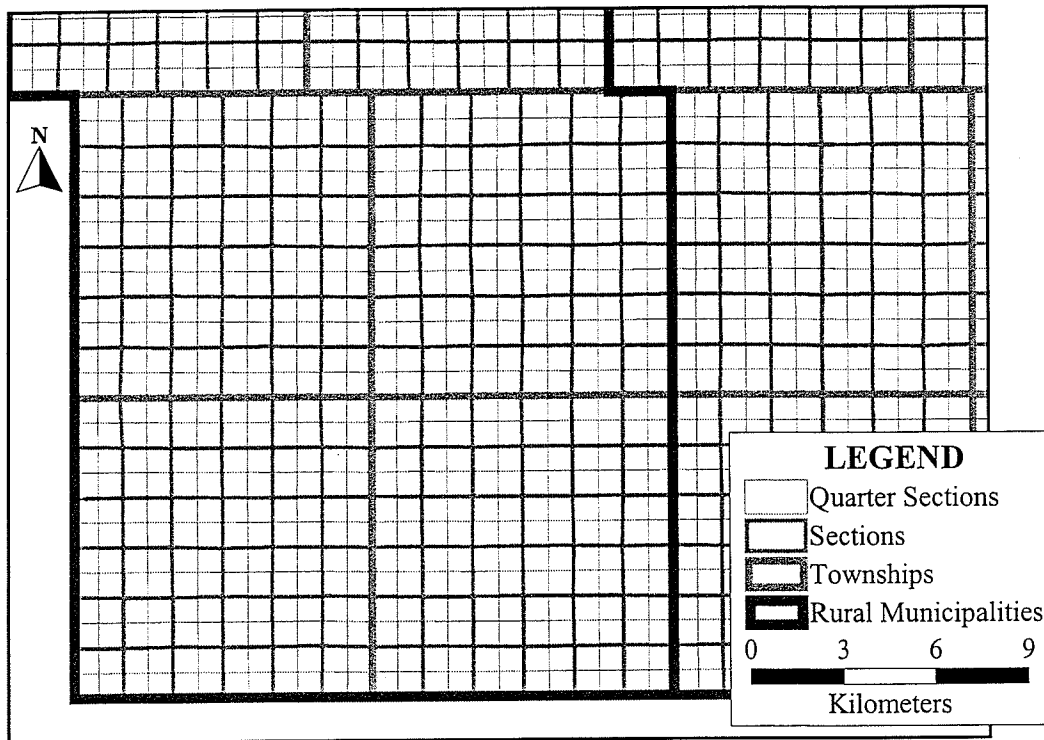 N
LEGEND
Quarter Sections
Sections
Townships
Rural Municipalities
0 3 6 9
Kilometers